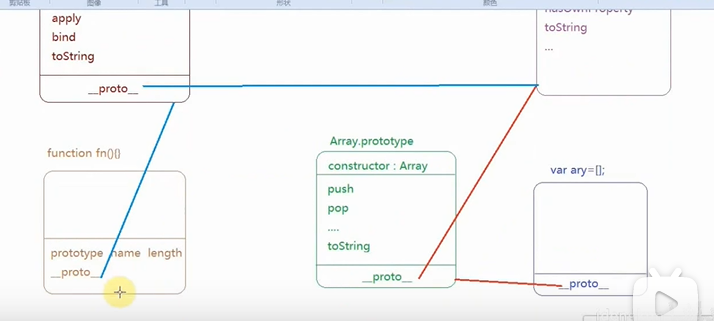 剪贴板 图像 工具 形状 颜色
apply
bind
toString
__proto__
hasOwnProperty
toString
...
function fn(){}
prototype name length
__proto__
Array.prototype
constructor : Array
push
pop
....
toString
__proto__
var ary=[];
__proto__